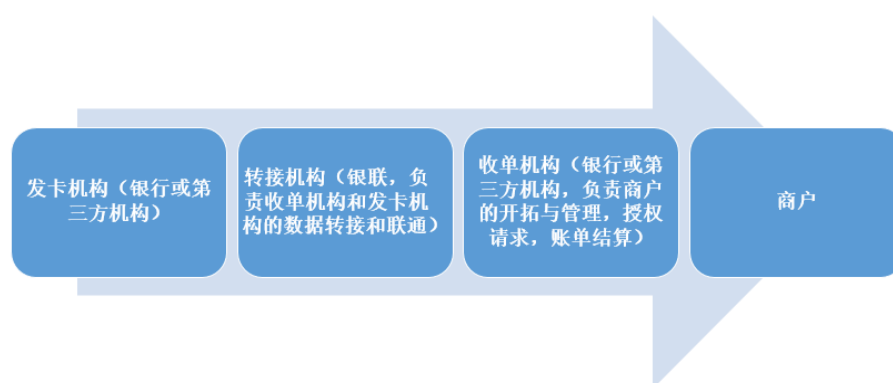 发卡机构（银行或第
三方机构）
转接机构（银联，负
责收单机构和发卡机
构的数据转接和联通）
收单机构（银行或第
三方机构，负责商户
的开拓与管理，授权
请求，账单结算）
商户